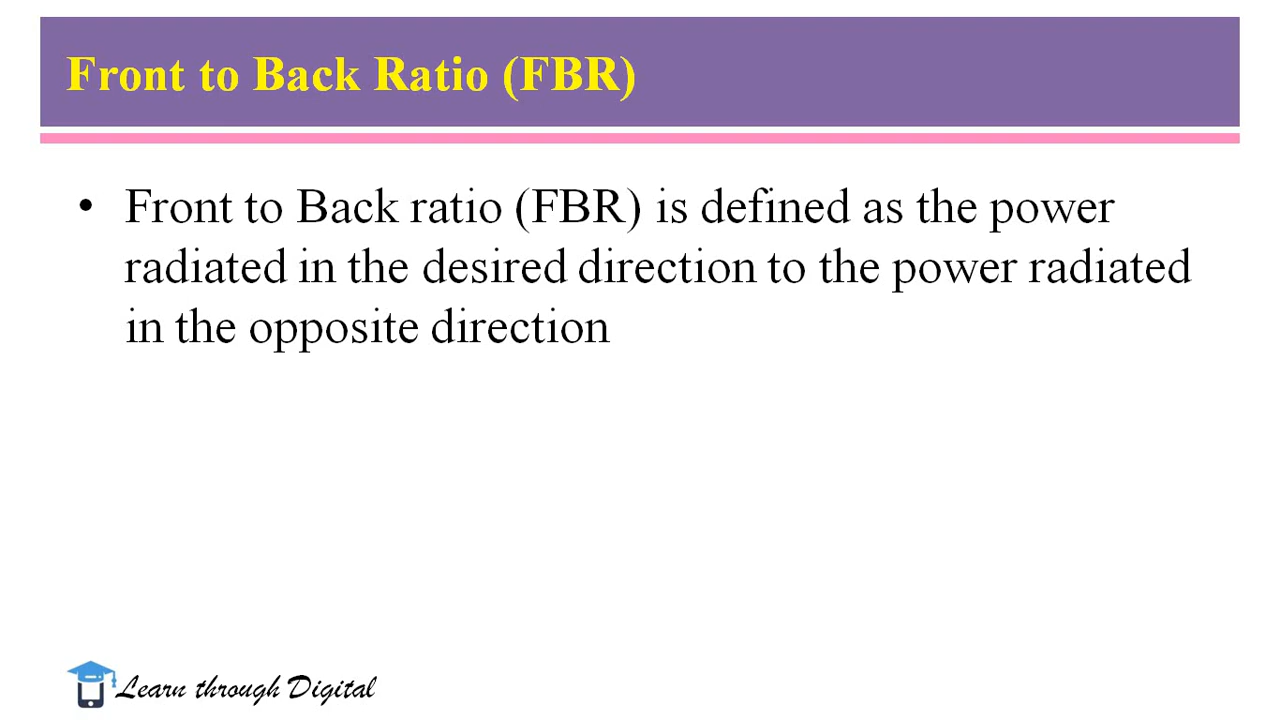 Front to Back Ratio (FBR)
• Front to Back ratio (FBR) is defined as the power
radiated in the desired direction to the power radiated
in the opposite direction
Learn through Digital